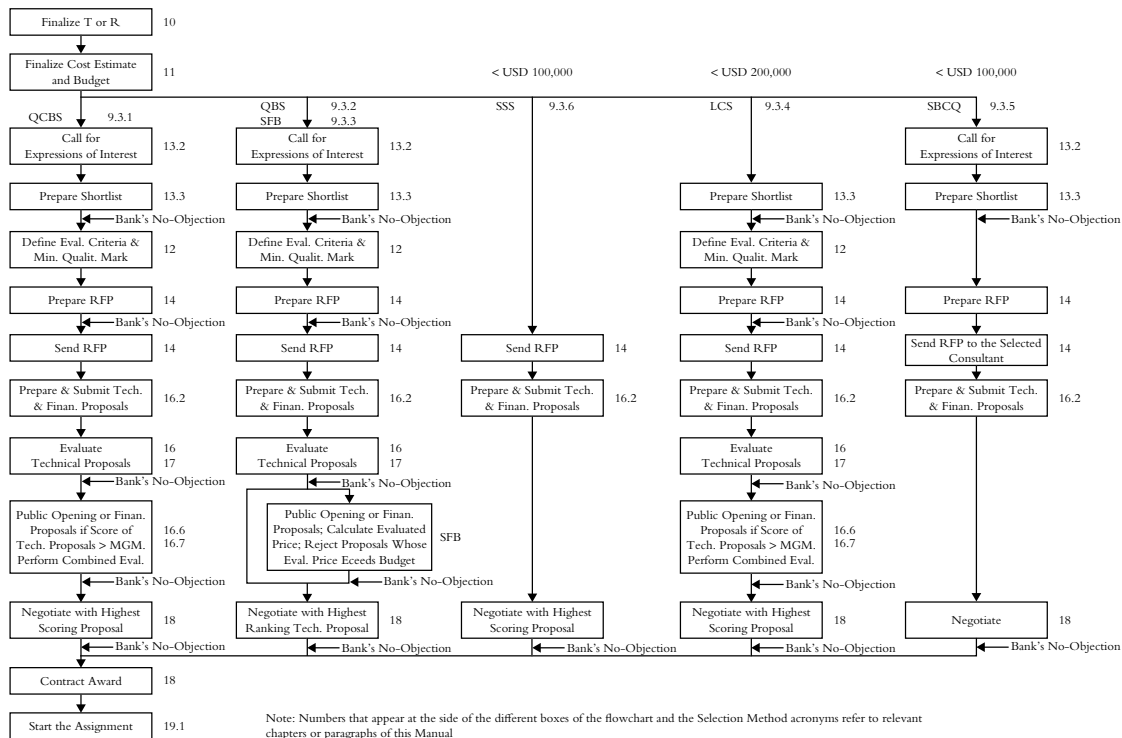 Finalize T or R
10
Finalize Cost Estimate
and Budget
11
< USD 100,000
< USD 200,000
< USD 100,000
QCBS
9.3.1
QBS
9.3.2
SFB
9.3.3
SSS
9.3.6
LCS
9.3.4
SBCQ
9.3.5
Call for
Expressions of Interest
13.2
Call for
Expressions of Interest
13.2
Call for
Expressions of Interest
13.2
Prepare Shortlist
13.3
Prepare Shortlist
13.3
Prepare Shortlist
13.3
Prepare Shortlist
13.3
Bank's No-Objection
Bank's No-Objection
Bank's No-Objection
Bank's No-Objection
Define Eval. Criteria &
Min. Qualit. Mark
12
Define Eval. Criteria &
Min. Qualit. Mark
12
Define Eval. Criteria &
Min. Qualit. Mark
12
Prepare RFP
14
Prepare RFP
14
Prepare RFP
14
Prepare RFP
14
Bank's No-Objection
Bank's No-Objection
Bank's No-Objection
Send RFP
14
Send RFP
14
Send RFP
14
Send RFP
14
Send RFP to the Selected
Consultant
14
Prepare & Submit Tech.
& Finan. Proposals
16.2
Prepare & Submit Tech.
& Finan. Proposals
16.2
Prepare & Submit Tech.
& Finan. Proposals
16.2
Prepare & Submit Tech.
& Finan. Proposals
16.2
Prepare & Submit Tech.
& Finan. Proposals
16.2
Evaluate
Technical Proposals
16
17
Evaluate
Technical Proposals
16
17
Evaluate
Technical Proposals
16
17
Bank's No-Objection
Bank's No-Objection
Bank's No-Objection
Public Opening or Finan.
Proposals if Score of
Tech. Proposals > MGM.
Perform Combined Eval.
16.6
16.7
Public Opening or Finan.
Proposals; Calculate Evaluated
Price; Reject Proposals Whose
Eval. Price Eceeds Budget
SFB
Public Opening or Finan.
Proposals if Score of
Tech. Proposals > MGM.
Perform Combined Eval.
16.6
16.7
Bank's No-Objection
Bank's No-Objection
Bank's No-Objection
Negotiate with Highest
Scoring Proposal
18
Negotiate with Highest
Ranking Tech. Proposal
18
Negotiate with Highest
Scoring Proposal
18
Negotiate with Highest
Scoring Proposal
18
Negotiate
18
Bank's No-Objection
Bank's No-Objection
Bank's No-Objection
Bank's No-Objection
Bank's No-Objection
Contract Award
18
Start the Assignment
19.1
Note: Numbers that appear at the side of the different boxes of the flowchart and the Selection Method acronyms refer to relevant
chapters or paragraphs of this Manual